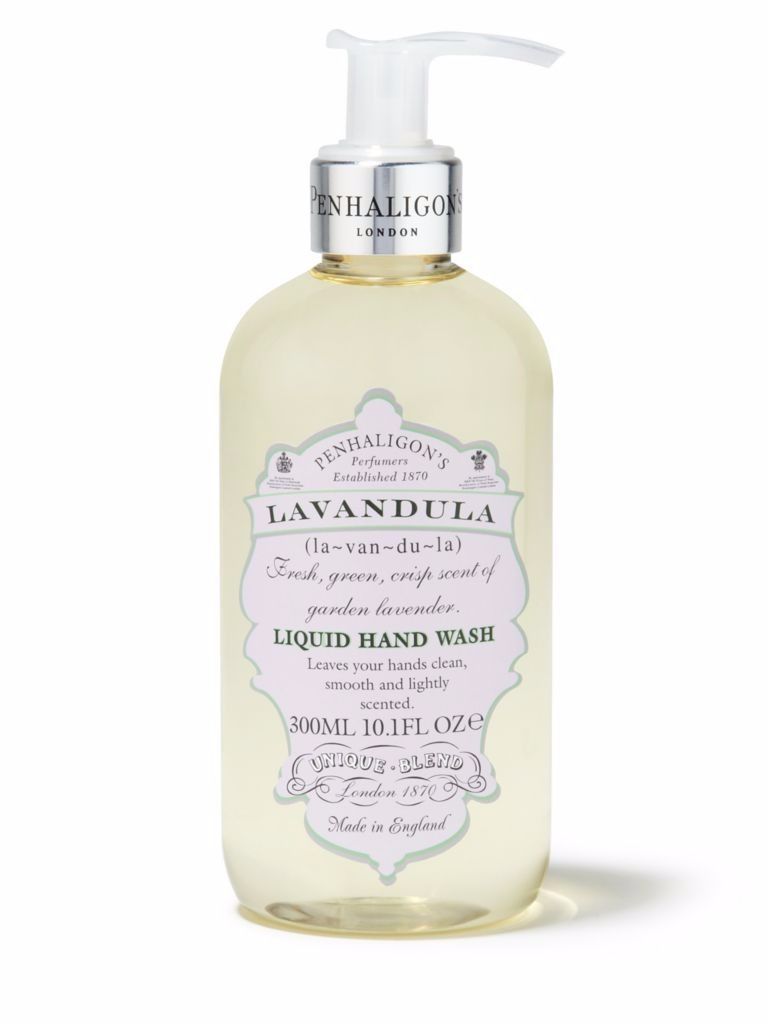 PENHALIGON'S
LONDON
PENHALIGON'S
Perfumers
Established 1870
LAVANDULA
(la~van~du~la)
Fresh, green, crisp scent of
garden lavender.
LIQUID HAND WASH
Leaves your hands clean,
smooth and lightly
scented.
300ML 10.1FL OZ℮
UNIQUE · BLEND
London 1870
Made in England